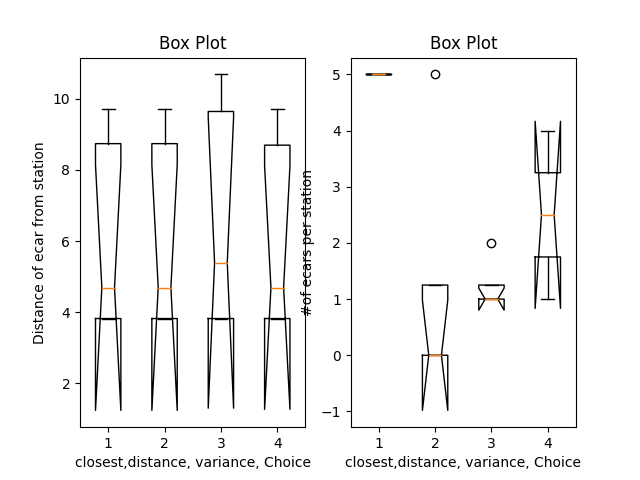 Box Plot
Distance of ecar from station
10
8
6
4
2
1 2 3 4
closest,distance, variance, Choice
Box Plot
#of ecars per station
5
4
3
2
1
0
−1
1 2 3 4
closest,distance, variance, Choice